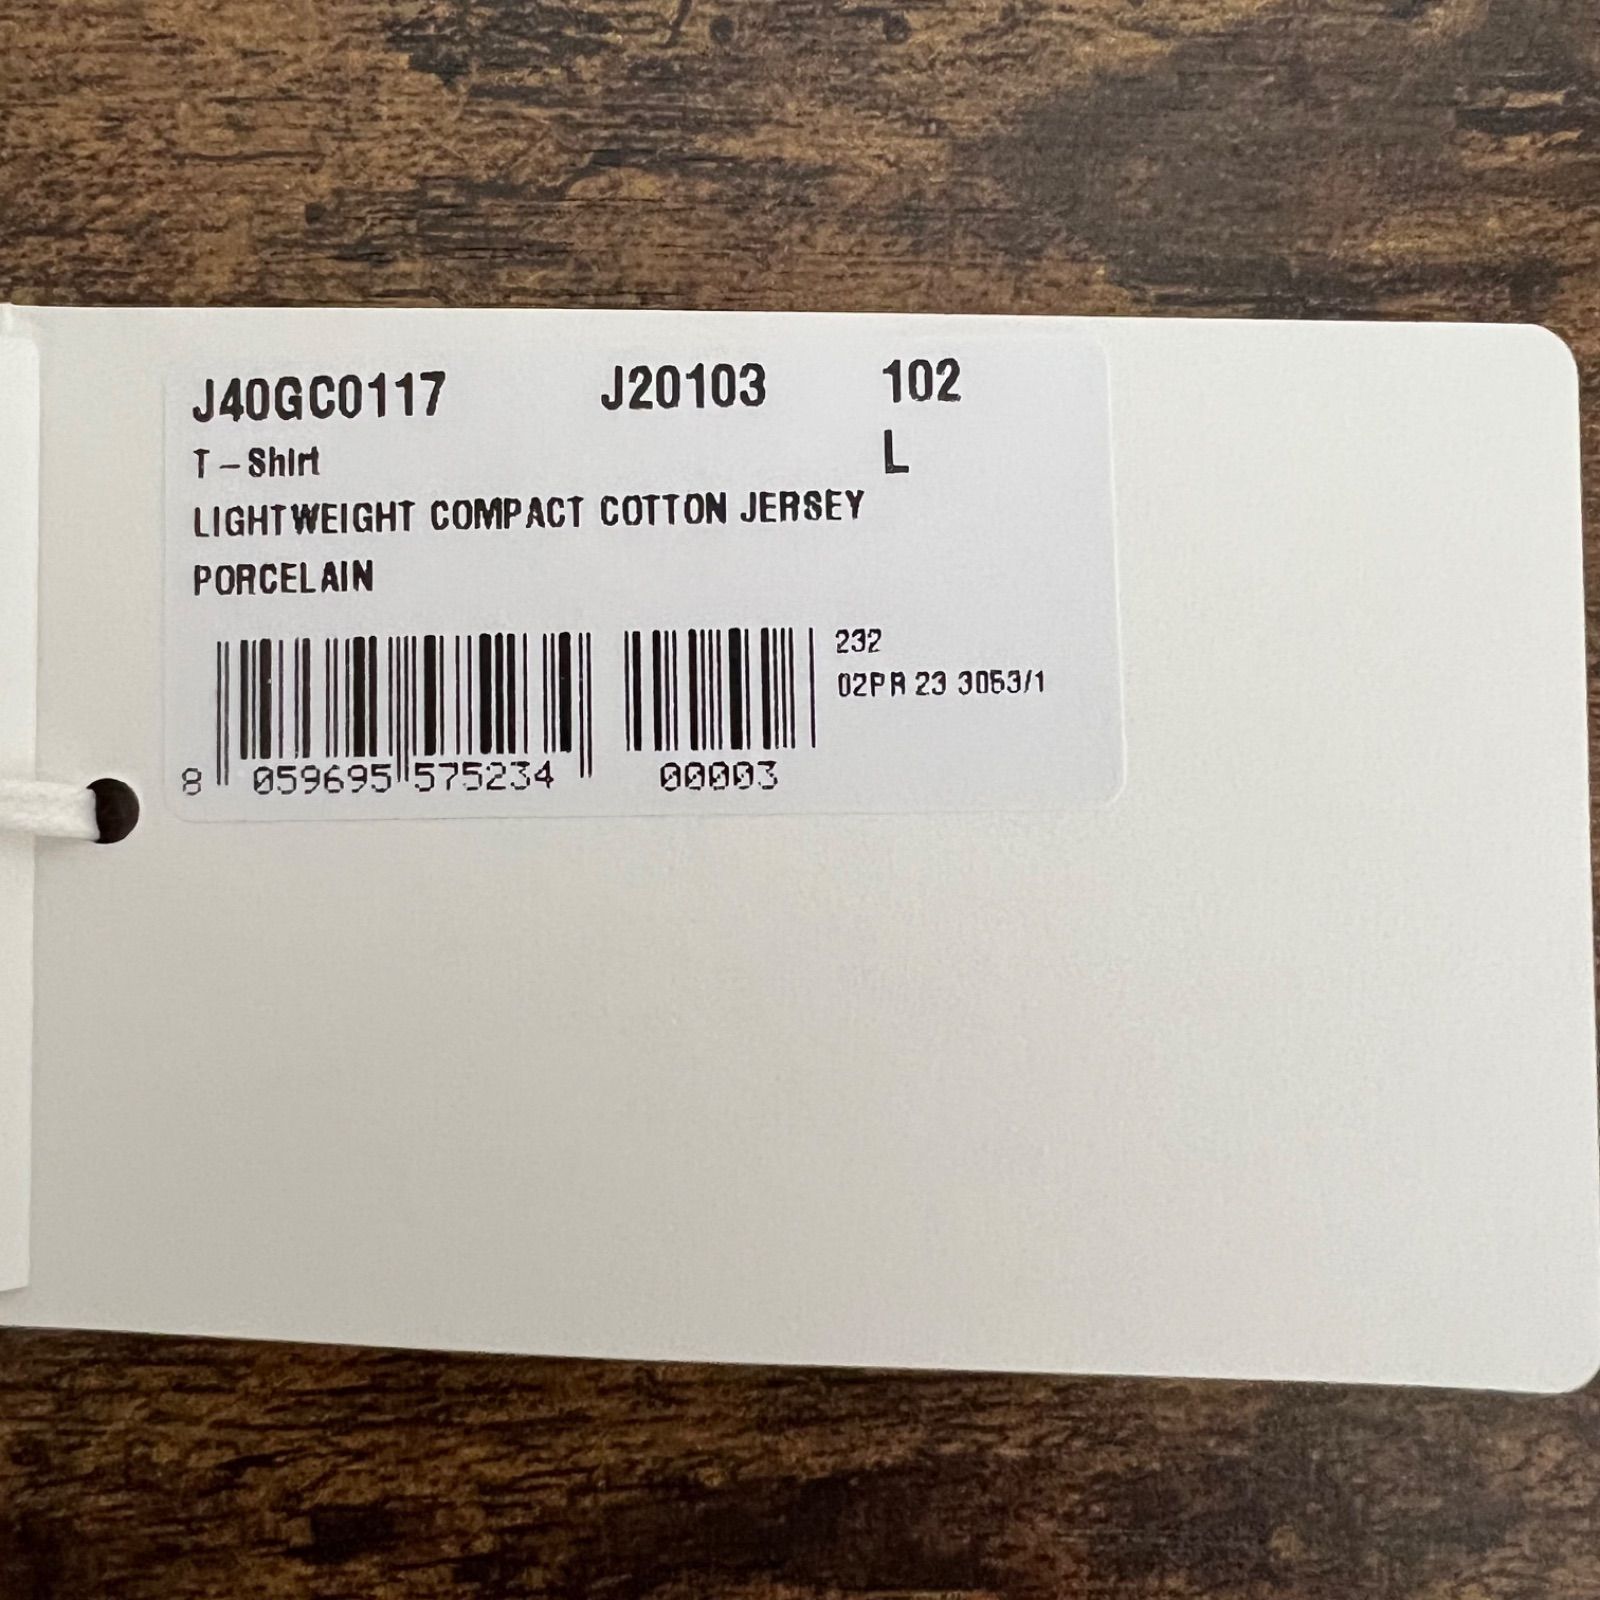 J40GC0117 J20103 102
T - Shirt L
LIGHTWEIGHT COMPACT COTTON JERSEY
PORCELAIN
232
02PR 23 3053/1
8 059695 575234 00003